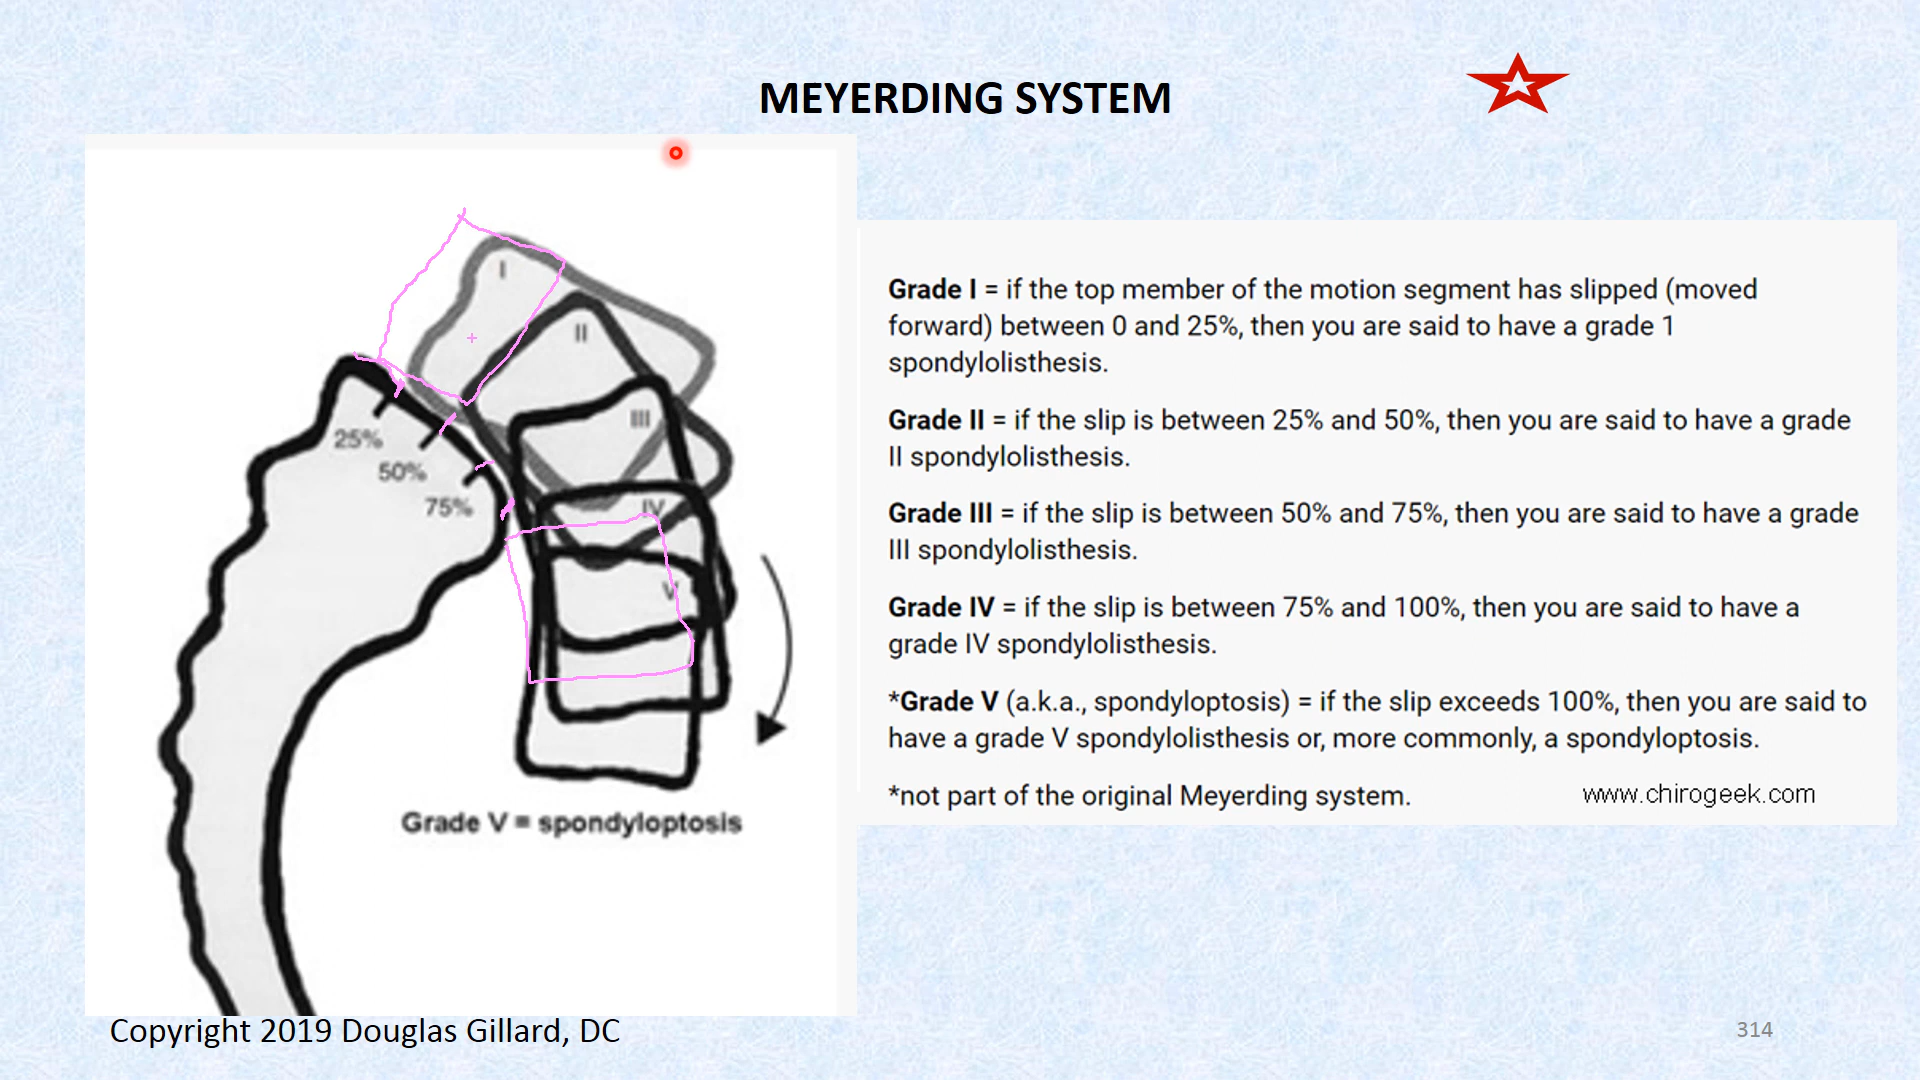 MEYERDING SYSTEM
I
II
III
IV
V
25%
50%
75%
Grade V = spondyloptosis
Grade I = if the top member of the motion segment has slipped (moved
forward) between 0 and 25%, then you are said to have a grade 1
spondylolisthesis.
Grade II = if the slip is between 25% and 50%, then you are said to have a grade
II spondylolisthesis.
Grade III = if the slip is between 50% and 75%, then you are said to have a grade
III spondylolisthesis.
Grade IV = if the slip is between 75% and 100%, then you are said to have a
grade IV spondylolisthesis.
*Grade V (a.k.a., spondyloptosis) = if the slip exceeds 100%, then you are said to
have a grade V spondylolisthesis or, more commonly, a spondyloptosis.
*not part of the original Meyerding system.
www.chirogeek.com
Copyright 2019 Douglas Gillard, DC
314